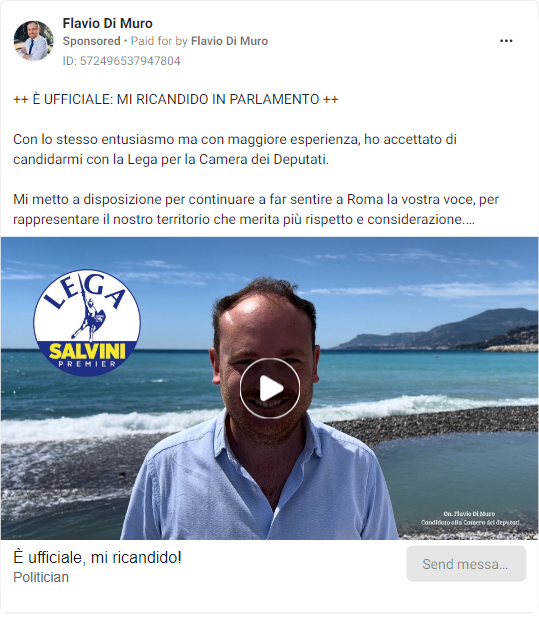 Flavio Di Muro
Sponsored • Paid for by Flavio Di Muro
ID: 572496537947804
++ È UFFICIALE: MI RICANDIDO IN PARLAMENTO ++
Con lo stesso entusiasmo ma con maggiore esperienza, ho accettato di
candidarmi con la Lega per la Camera dei Deputati.
Mi metto a disposizione per continuare a far sentire a Roma la vostra voce, per
rappresentare il nostro territorio che merita più rispetto e considerazione.…
LEGA
SALVINI
PREMIER
On. Flavio Di Muro
Candidato alla Camera dei deputati
È ufficiale, mi ricandido!
Politician
Send messa…